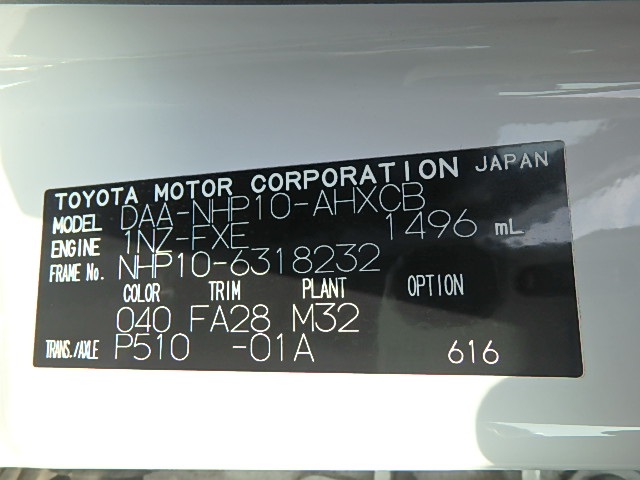 TOYOTA MOTOR CORPORATION JAPAN
MODEL DAA-NHP10-AHXCB
ENGINE 1NZ-FXE 1496 mL
FRAME No. NHP10-6318232
COLOR TRIM PLANT OPTION
040 FA28 M32
TRANS./AXLE P510 -01A 616